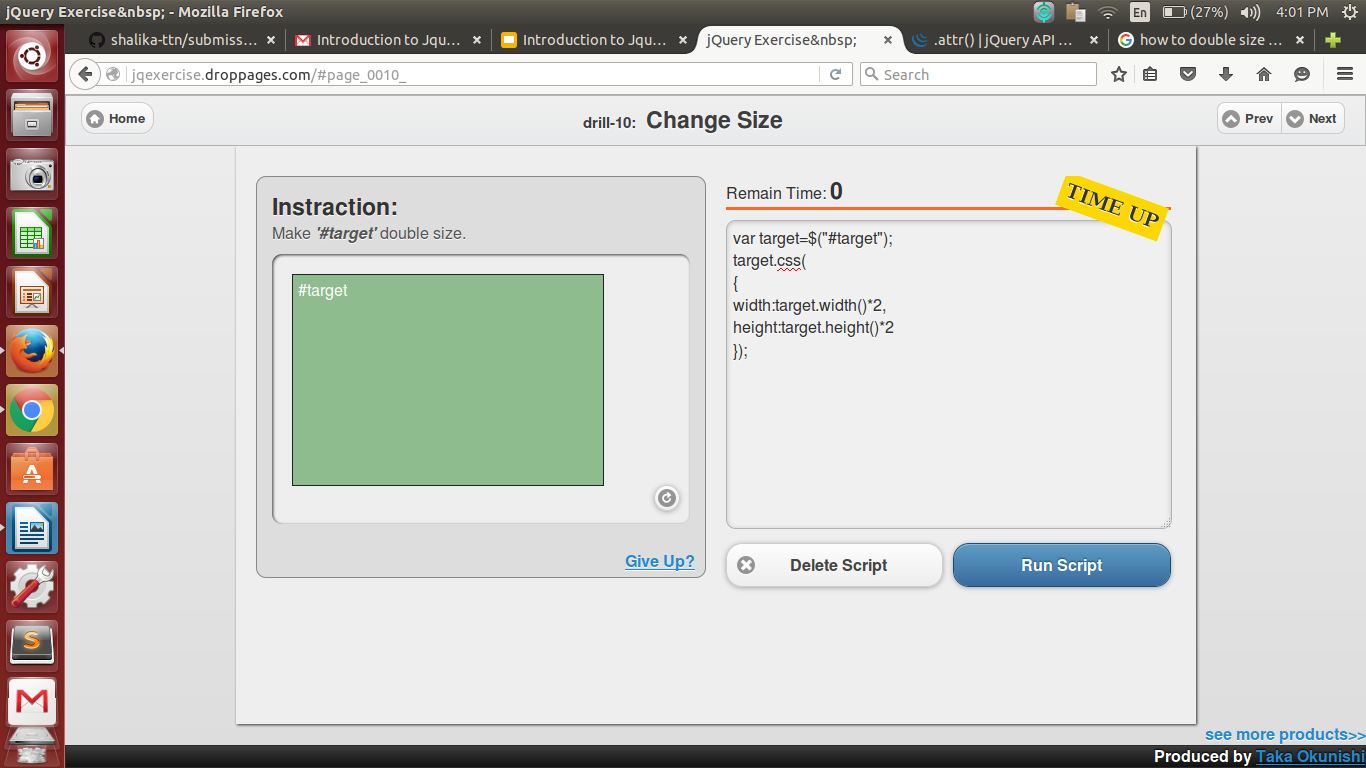 jQuery Exercise&nbsp; - Mozilla Firefox
En
(27%)
4:01 PM
shalika-ttn/submiss... ×
Introduction to Jqu... ×
Introduction to Jqu... ×
jQuery Exercise&nbsp; ×
.attr() | jQuery API ... ×
how to double size ... ×
jqexercise.droppages.com/#page_0010_
Search
Home
drill-10: Change Size
Prev
Next
Instraction:
Make '#target' double size.
#target
Give Up?
Remain Time: 0
TIME UP
var target=$("#target");
target.css(
{
width:target.width()*2,
height:target.height()*2
});
Delete Script
Run Script
see more products>>
Produced by Taka Okunishi